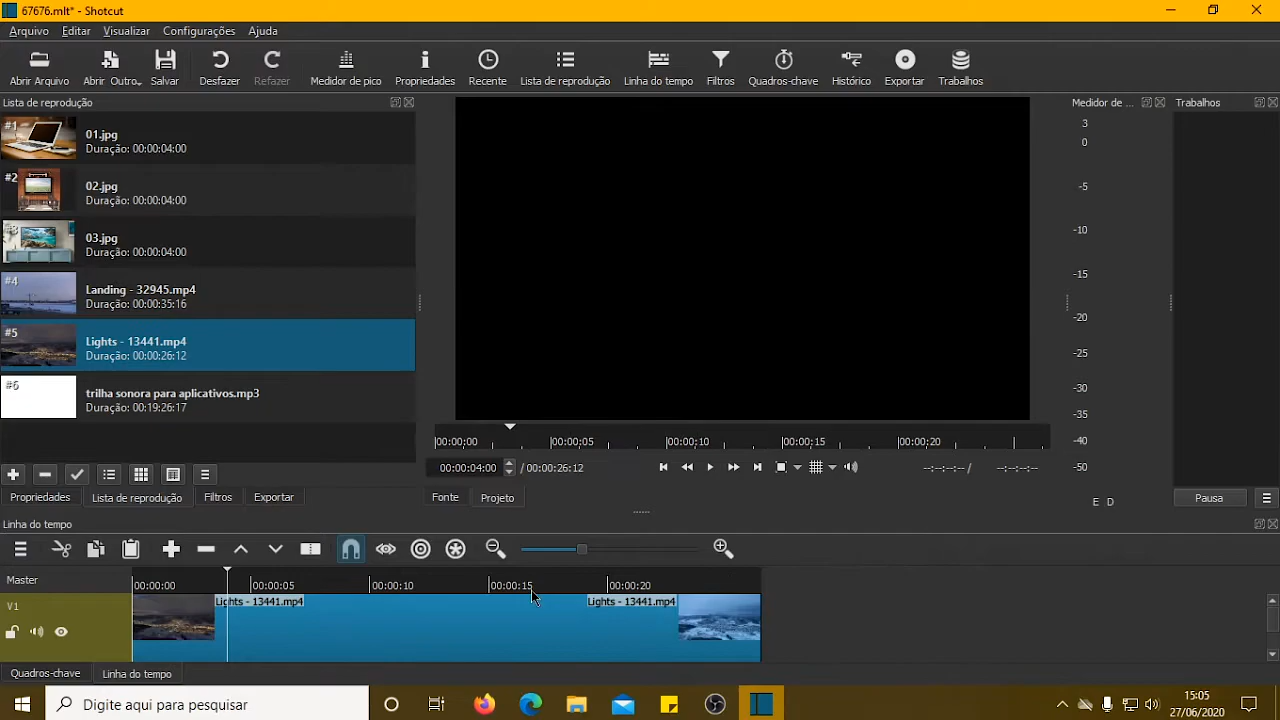 67676.mlt* - Shotcut
Arquivo Editar Visualizar Configurações Ajuda
Abrir Arquivo Abrir Outro Salvar Desfazer Refazer Medidor de pico Propriedades Recente Lista de reprodução Linha do tempo Filtros Quadros-chave Histórico Exportar Trabalhos
Lista de reprodução
Medidor de ...
Trabalhos
#1
01.jpg
Duração: 00:00:04:00
#2
02.jpg
Duração: 00:00:04:00
03.jpg
Duração: 00:00:04:00
#4
Landing - 32945.mp4
Duração: 00:00:35:16
#5
Lights - 13441.mp4
Duração: 00:00:26:12
#6
trilha sonora para aplicativos.mp3
Duração: 00:19:26:17
3
0
-5
-10
-15
-20
-25
-30
-35
-40
-50
E D
00:00:00 00:00:05 00:00:10 00:00:15 00:00:20
00:00:04:00 / 00:00:26:12 --:--:--:-- / --:--:--:--
Propriedades Lista de reprodução Filtros Exportar
Fonte Projeto
Pausa
Linha do tempo
Master 00:00:00 00:00:05 00:00:10 00:00:15 00:00:20
V1
Lights - 13441.mp4 Lights - 13441.mp4
Quadros-chave Linha do tempo
Digite aqui para pesquisar
15:05
27/06/2020